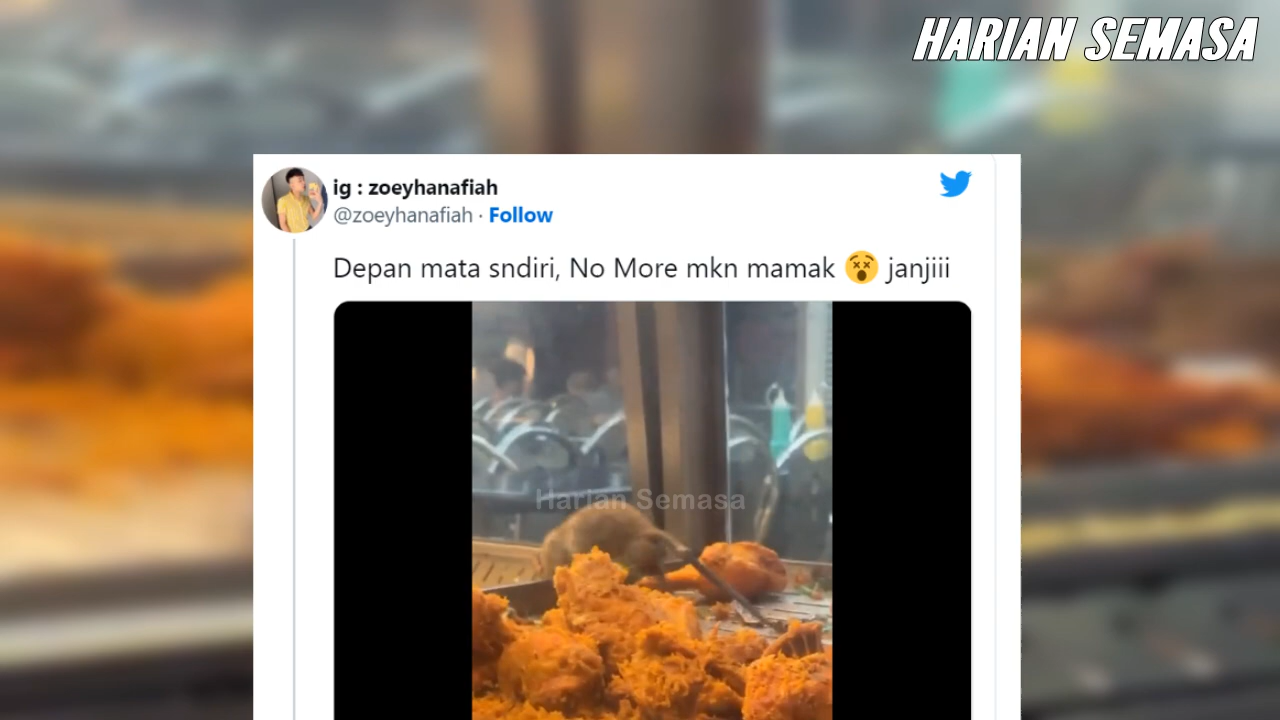 HARIAN SEMASA
ig : zoeyhanafiah
@zoeyhanafiah · Follow
Depan mata sndiri, No More mkn mamak 😵 janjiii
Harian Semasa